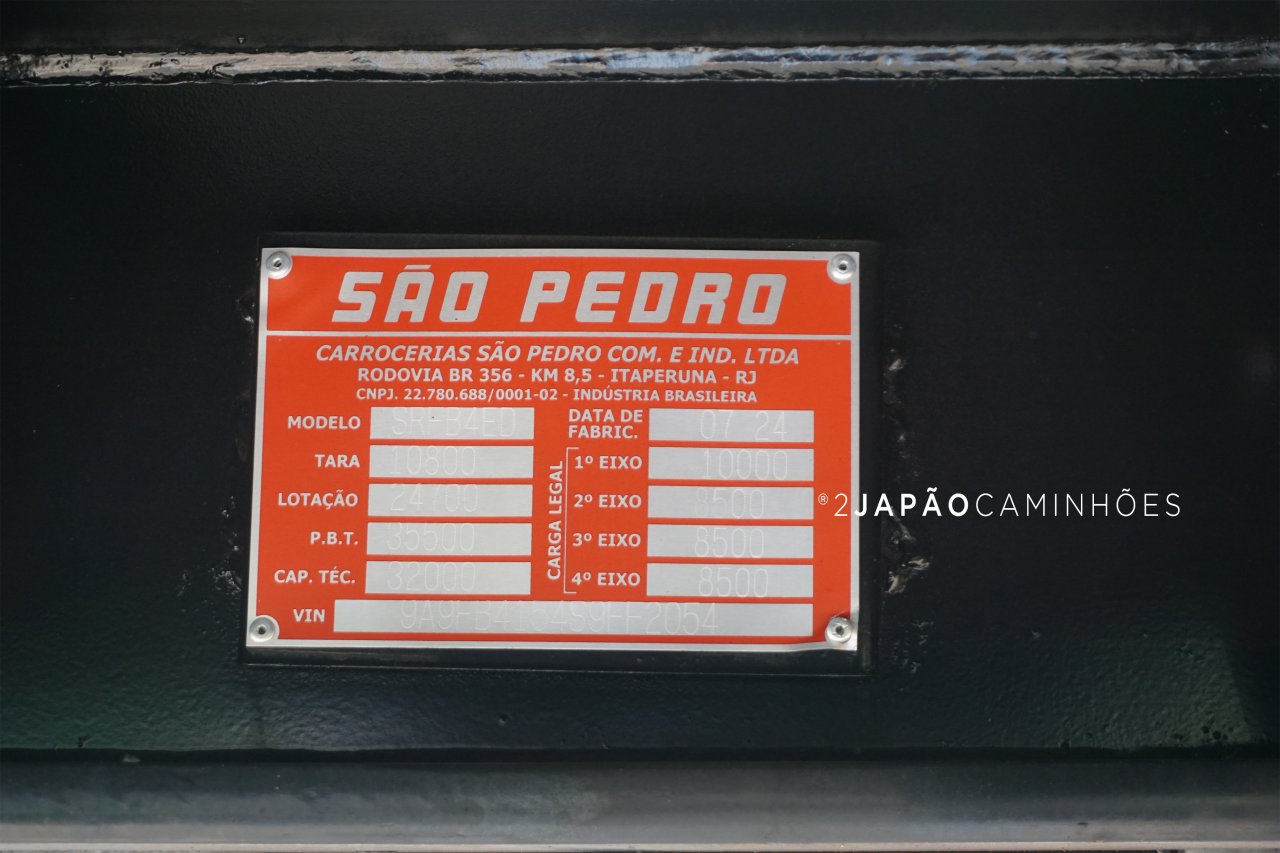 SÃO PEDRO
CARROCERIAS SÃO PEDRO COM. E IND. LTDA
RODOVIA BR 356 - KM 8,5 - ITAPERUNA - RJ
CNPJ. 22.780.688/0001-02 - INDÚSTRIA BRASILEIRA
MODELO SRFB4ED DATA DE FABRIC. 07 24
TARA 10800
LOTAÇÃO 24700
P.B.T. 35500
CAP. TÉC. 32000
CARGA LEGAL
1º EIXO 10000
2º EIXO 8500
3º EIXO 8500
4º EIXO 8500
VIN
®2JAPÃOCAMINHÕES